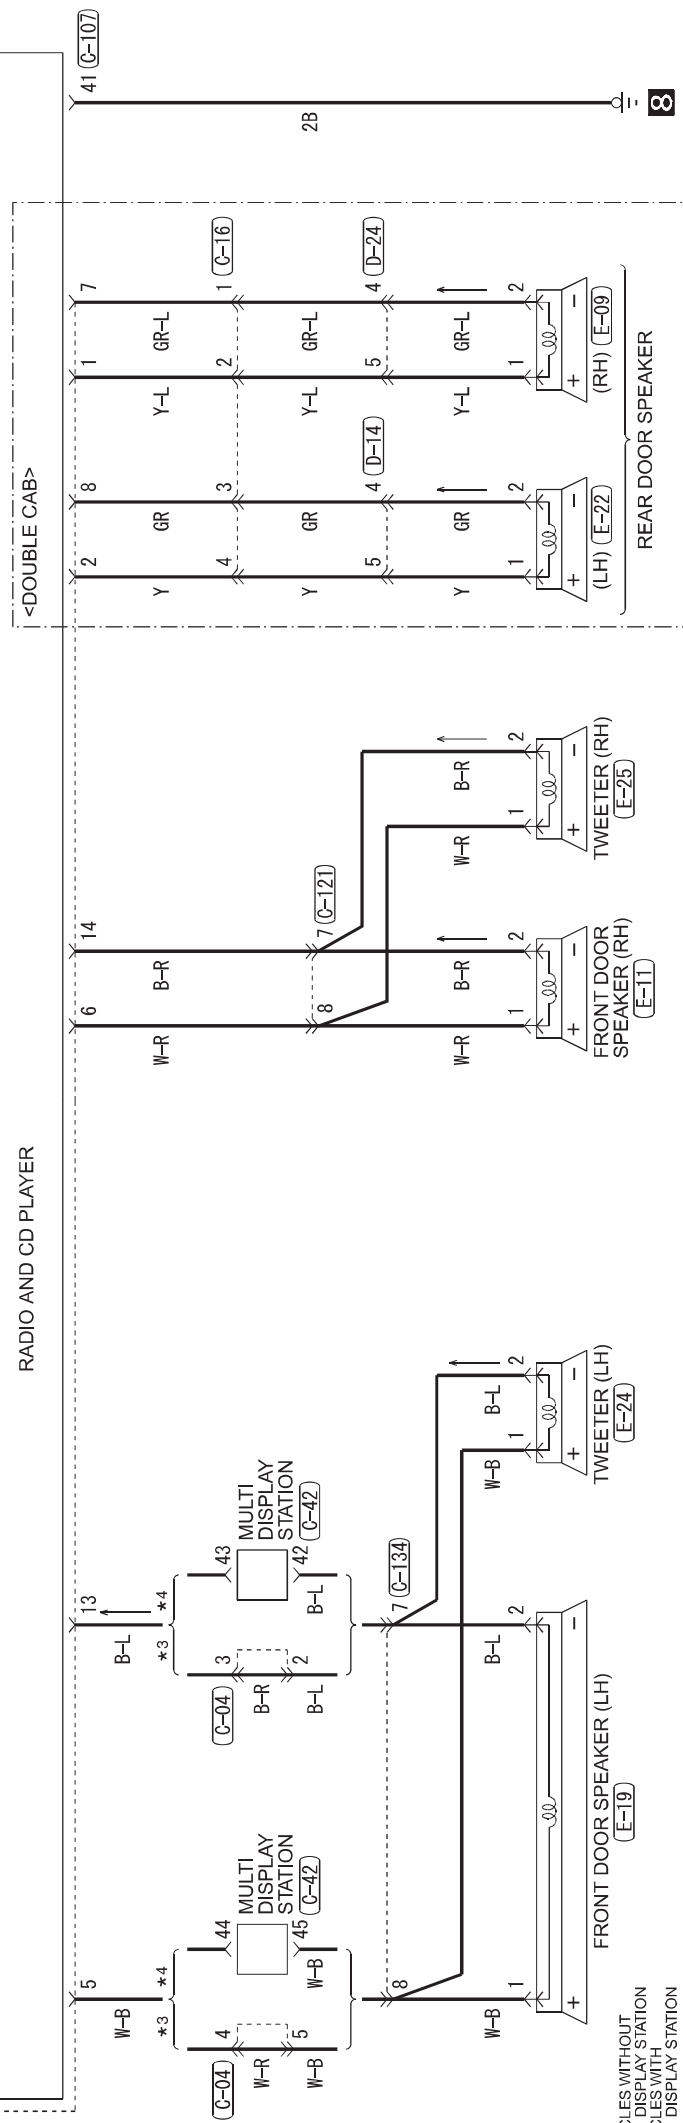 RADIO AND CD PLAYER
5
W-B
*3
*4
C-04
4
W-R
5
W-B
44
MULTI
DISPLAY
STATION
C-42
45
W-B
8
W-B
1
13
B-L
*3
*4
C-04
3
B-R
2
B-L
43
MULTI
DISPLAY
STATION
C-42
42
B-L
7
C-134
B-L
2
+
−
FRONT DOOR SPEAKER (LH)
E-19
W-B
1
B-L
2
+
−
TWEETER (LH)
E-24
6
W-R
8
W-R
1
14
B-R
7
C-121
B-R
2
+
−
FRONT DOOR
SPEAKER (RH)
E-11
W-R
1
B-R
2
+
−
TWEETER (RH)
E-25
<DOUBLE CAB>
2
Y
4
Y
5
Y
1
8
GR
3
GR
4
D-14
GR
2
+
−
(LH)
E-22
1
Y-L
2
Y-L
5
Y-L
1
7
GR-L
1
C-16
GR-L
4
D-24
GR-L
2
+
−
(RH)
E-09
REAR DOOR SPEAKER
41
C-107
2B
8
CLES WITHOUT
DISPLAY STATION
CLES WITH
DISPLAY STATION